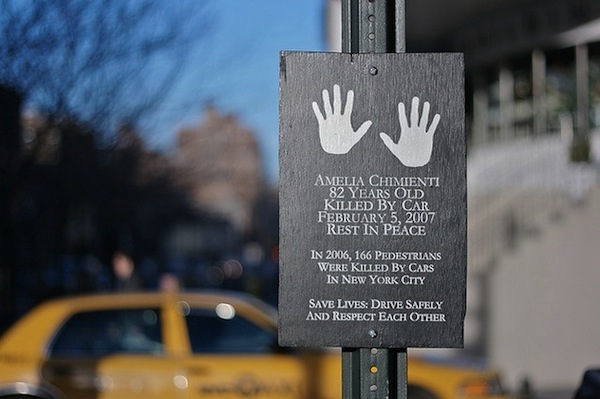 Amelia Chimienti
82 Years Old
Killed By Car
February 5, 2007
Rest In Peace
In 2006, 166 Pedestrians
Were Killed By Cars
In New York City
Save Lives: Drive Safely
And Respect Each Other